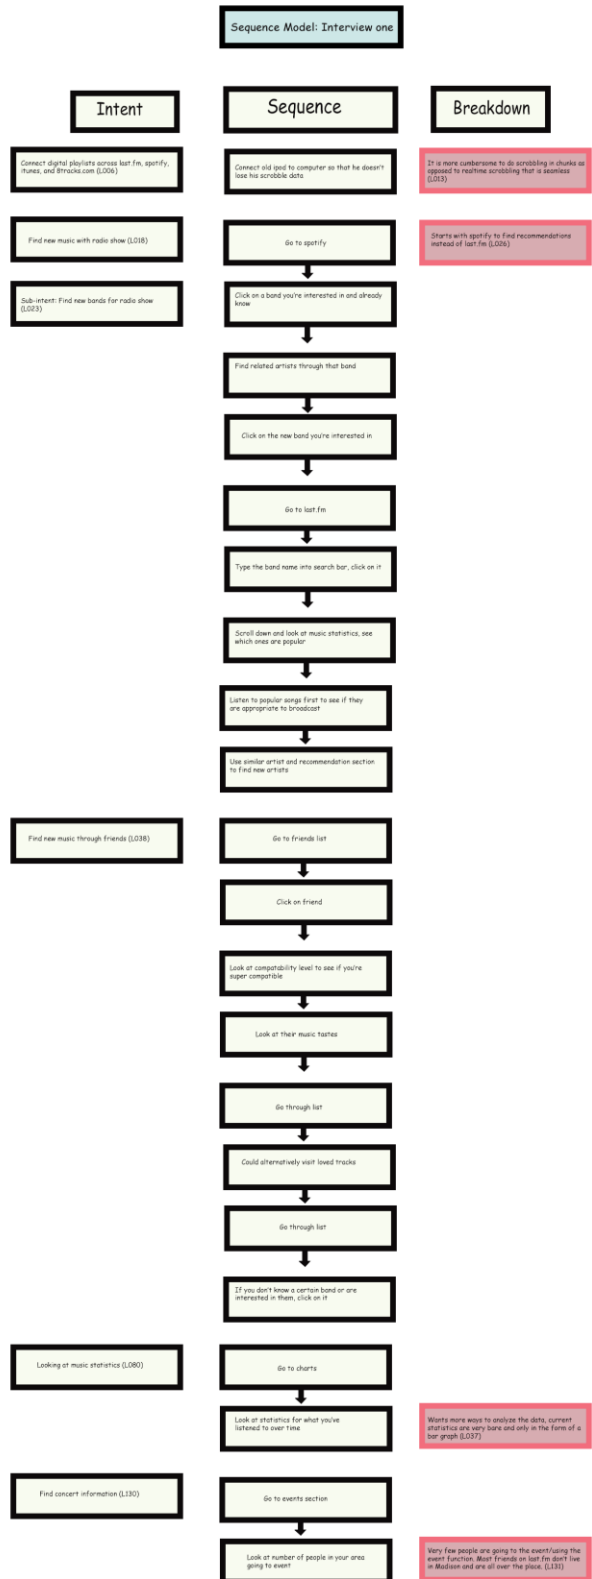 Sequence Model: Interview one
Intent
Sequence
Breakdown
Connect digital playlists across last.fm, spotify,
itunes, and 8tracks.com (L006)
Connect old ipod to computer so that he doesn't
lose his scrobble data
It is more cumbersome to do scrobbling in chunks as
opposed to realtime scrobbling that is seamless
(L013)
Find new music with radio show (L018)
Go to spotify
Starts with spotify to find recommendations
instead of last.fm (L026)
Sub-intent: Find new bands for radio show
(L023)
Click on a band you're interested in and already
know
Find related artists through that band
Click on the new band you're interested in
Go to last.fm
Type the band name into search bar, click on it
Scroll down and look at music statistics, see
which ones are popular
Listen to popular songs first to see if they
are appropriate to broadcast
Use similar artist and recommendation section
to find new artists
Find new music through friends (L038)
Go to friends list
Click on friend
Look at compatability level to see if you're
super compatible
Look at their music tastes
Go through list
Could alternatively visit loved tracks
Go through list
If you don't know a certain band or are
interested in them, click on it
Looking at music statistics (L080)
Go to charts
Look at statistics for what you've
listened to over time
Wants more ways to analyze the data, current
statistics are very bare and only in the form of a
bar graph (L037)
Find concert information (L130)
Go to events section
Look at number of people in your area
going to event
Very few people are going to the event/using the
event function. Most friends on last.fm don't live
in Madison and are all over the place. (L131)